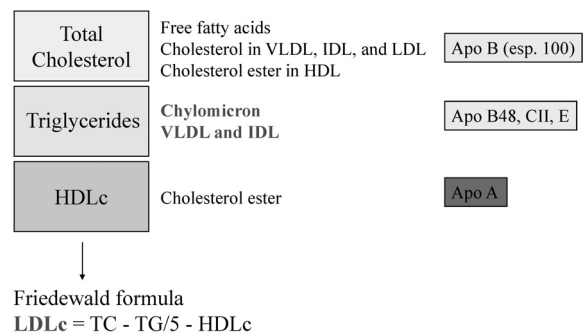 Total
Cholesterol
Free fatty acids
Cholesterol in VLDL, IDL, and LDL
Cholesterol ester in HDL
Apo B (esp. 100)
Triglycerides
Chylomicron
VLDL and IDL
Apo B48, CII, E
HDLc
Cholesterol ester
Apo A
Friedewald formula
LDLc = TC - TG/5 - HDLc